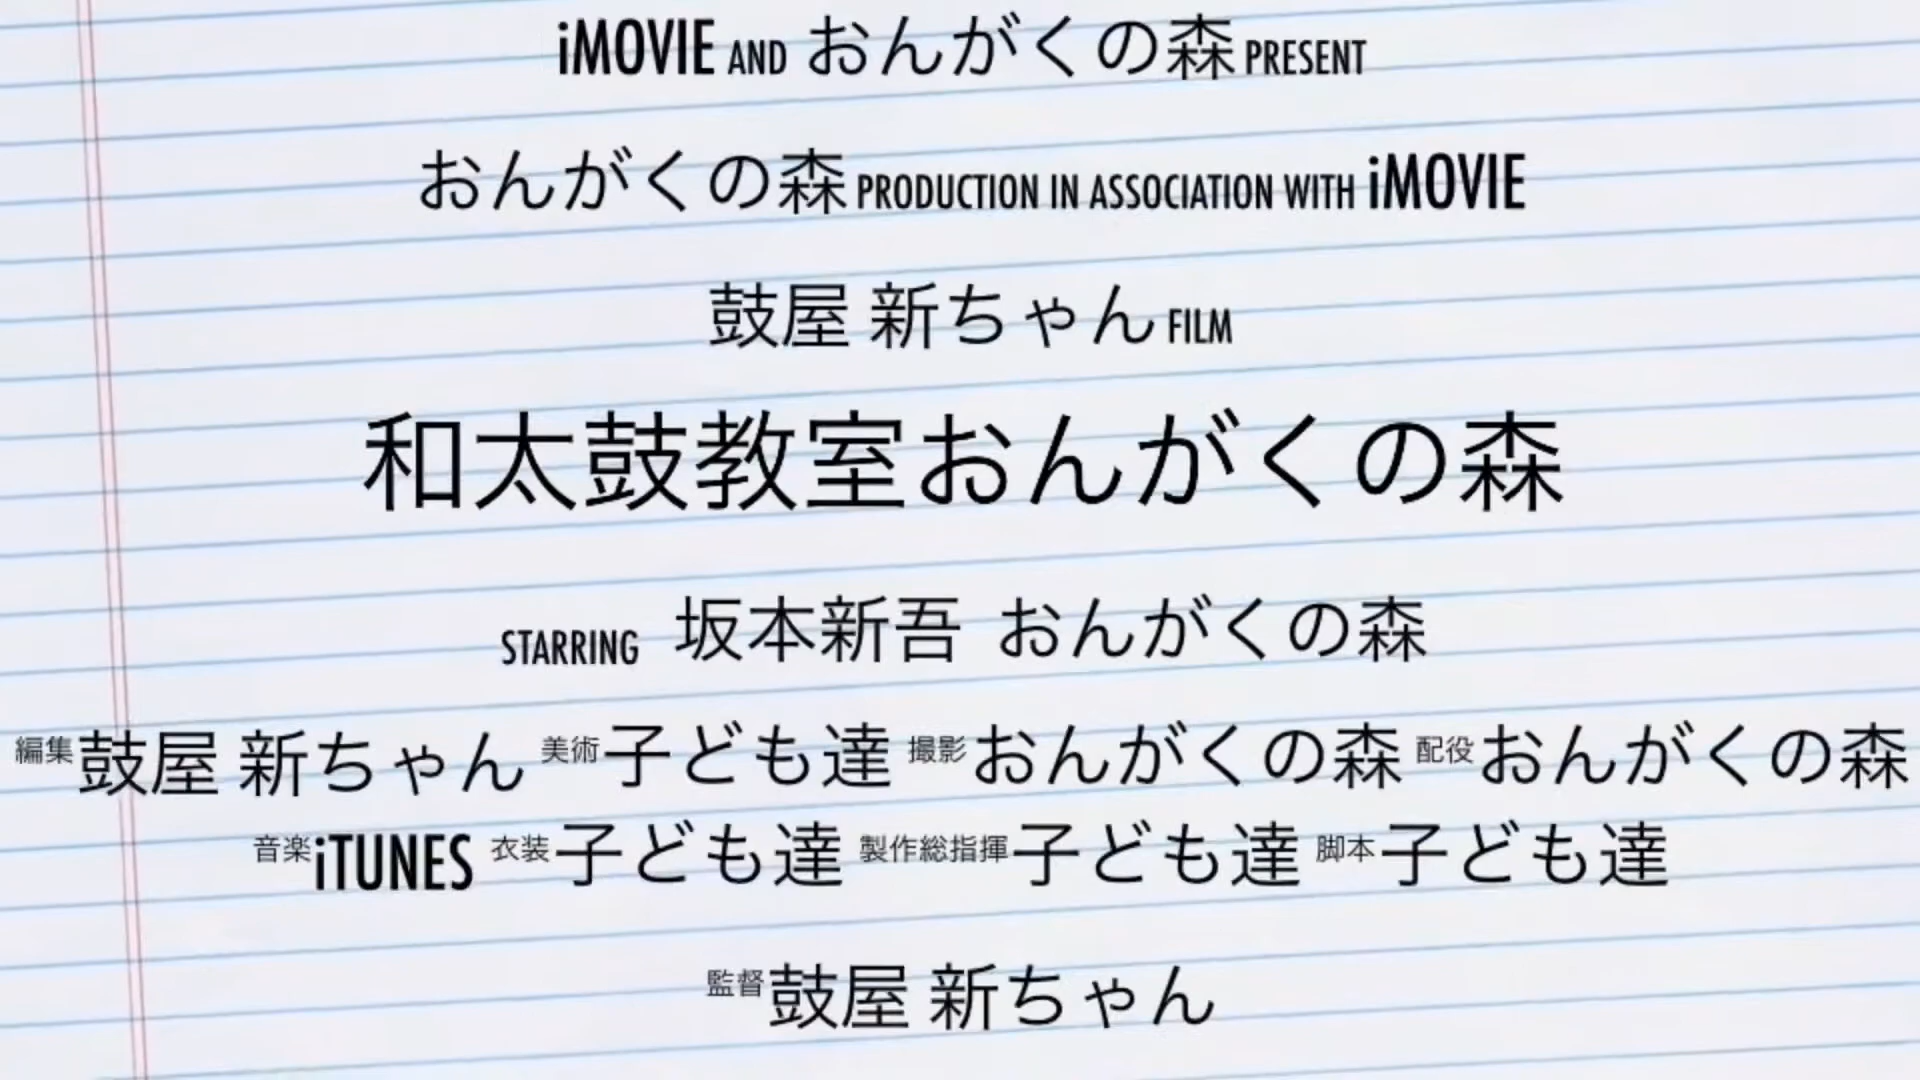 iMOVIE AND おんがくの森 PRESENT
おんがくの森 PRODUCTION IN ASSOCIATION WITH iMOVIE
鼓屋 新ちゃん FILM
和太鼓教室おんがくの森
STARRING 坂本新吾 おんがくの森
編集 鼓屋 新ちゃん 美術 子ども達 撮影 おんがくの森 配役 おんがくの森
音楽 iTUNES 衣装 子ども達 製作総指揮 子ども達 脚本 子ども達
監督 鼓屋 新ちゃん